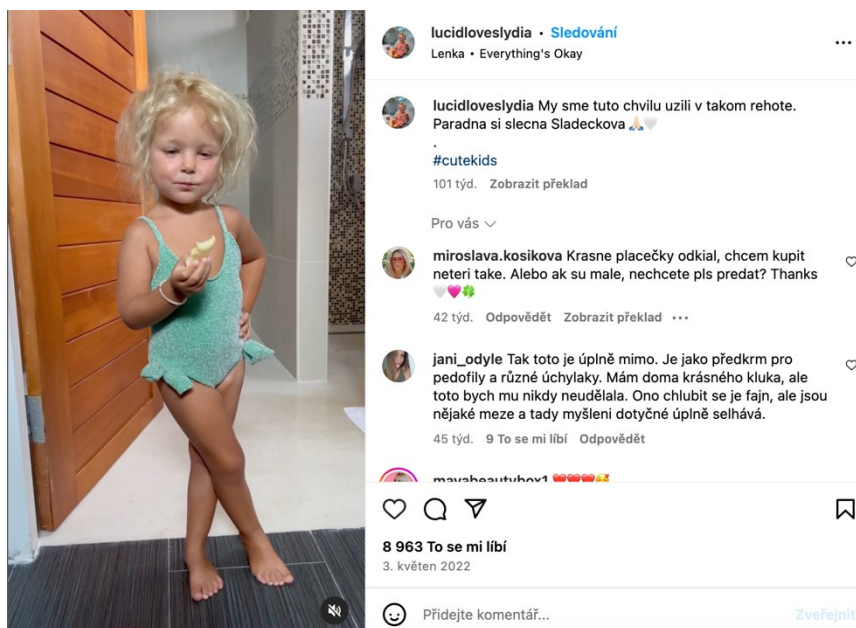 lucidloveslydia • Sledování
Lenka • Everything's Okay
lucidloveslydia My sme tuto chvilu uzili v takom rehote.
Paradna si slecna Sladeckova 🙏🏻🤍
.
#cutekids
101 týd. Zobrazit překlad
Pro vás
miroslava.kosikova Krasne placečky odkial, chcem kupit
neteri take. Alebo ak su male, nechcete pls predat? Thanks
🤍💗🍀
42 týd. Odpovědět Zobrazit překlad •••
jani_odyle Tak toto je úplně mimo. Je jako předkrm pro
pedofily a různé úchylaky. Mám doma krásného kluka, ale
toto bych mu nikdy neudělala. Ono chlubit se je fajn, ale jsou
nějaké meze a tady myšleni dotyčné úplně selhává.
45 týd. 9 To se mi líbí Odpovědět
mayabeautybox1 ❤️❤️❤️🥰
8 963 To se mi líbí
3. květen 2022
Přidejte komentář... Zveřejnit